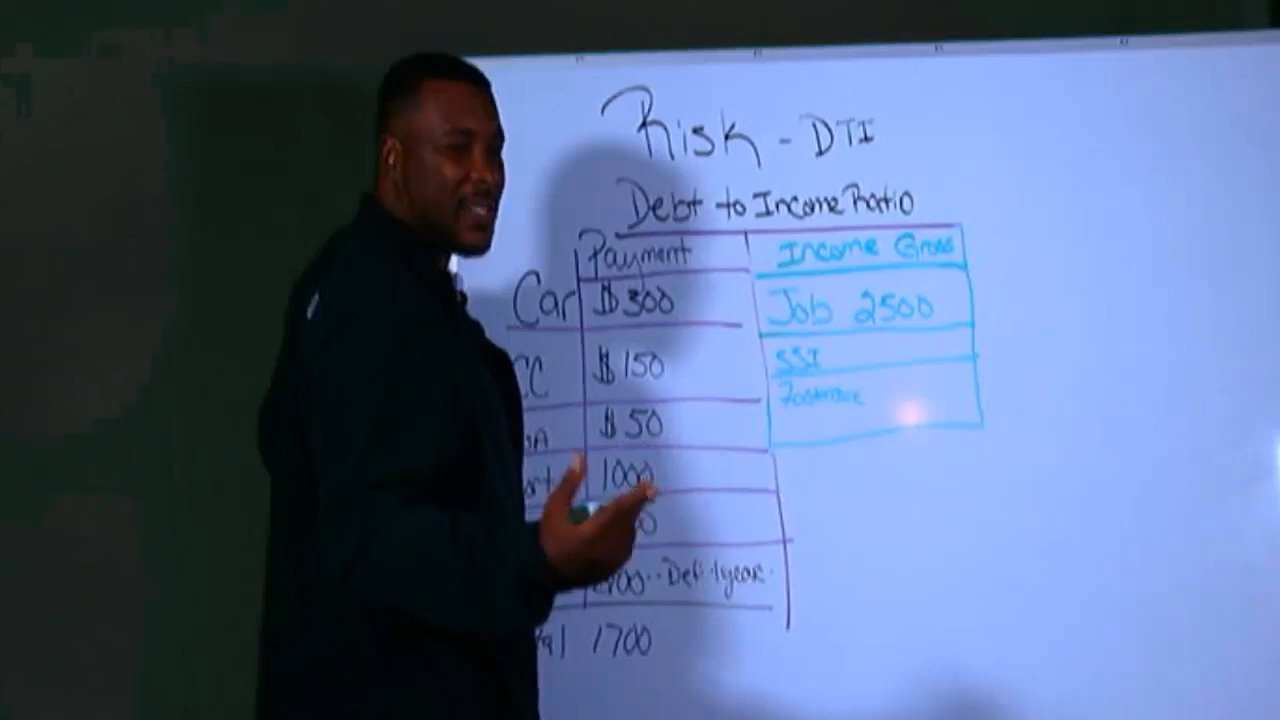 Risk - DTI
Debt to Income Ratio
Payment Income Gross
Car $300 Job 2500
CC $150 SSI
$50
1000
Def. 1 year.
1700